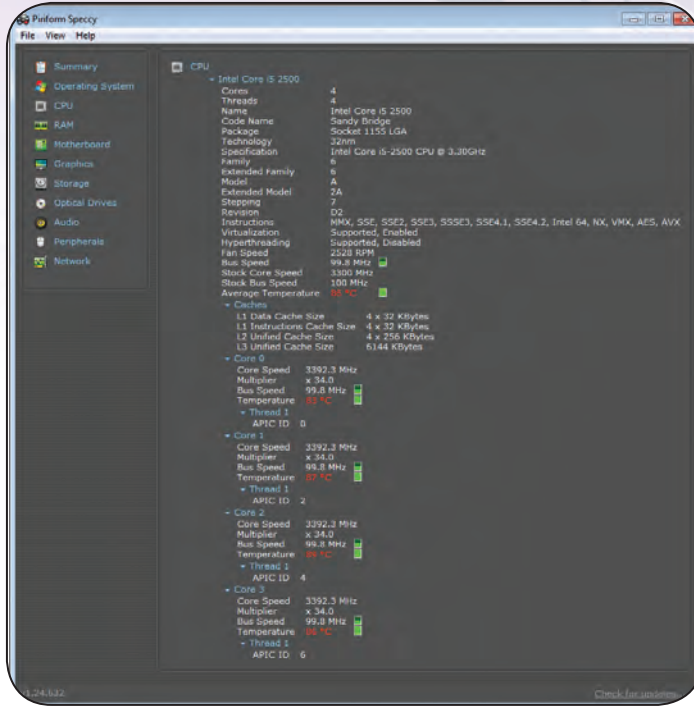 Pinform Speccy
File View Help
Summary
Operating System
CPU
RAM
Motherboard
Graphics
Storage
Optical Drives
Audio
Peripherals
Network
CPU
Intel Core i5 2500
Cores 4
Threads 4
Name Intel Core i5 2500
Code Name Sandy Bridge
Package Socket 1155 LGA
Technology 32nm
Specification Intel Core i5-2500 CPU @ 3.30GHz
Family 6
Extended Family 6
Model A
Extended Model 2A
Stepping 7
Revision D2
Instructions MMX, SSE, SSE2, SSE3, SSSE3, SSE4.1, SSE4.2, Intel 64, NX, VMX, AES, AVX
Virtualization Supported, Enabled
Hyperthreading Supported, Disabled
Fan Speed 2528 RPM
Bus Speed 99.8 MHz
Stock Core Speed 3300 MHz
Stock Bus Speed 100 MHz
Average Temperature °C
Caches
L1 Data Cache Size 4 x 32 KBytes
L1 Instructions Cache Size 4 x 32 KBytes
L2 Unified Cache Size 4 x 256 KBytes
L3 Unified Cache Size 6144 KBytes
Core 0
Core Speed 3392.3 MHz
Multiplier x 34.0
Bus Speed 99.8 MHz
Temperature °C
Thread 1
APIC ID 0
Core 1
Core Speed 3392.3 MHz
Multiplier x 34.0
Bus Speed 99.8 MHz
Temperature °C
Thread 1
APIC ID 2
Core 2
Core Speed 3392.3 MHz
Multiplier x 34.0
Bus Speed 99.8 MHz
Temperature °C
Thread 1
APIC ID 4
Core 3
Core Speed 3392.3 MHz
Multiplier x 34.0
Bus Speed 99.8 MHz
Temperature °C
Thread 1
APIC ID 6
v1.24.632
Check for updates